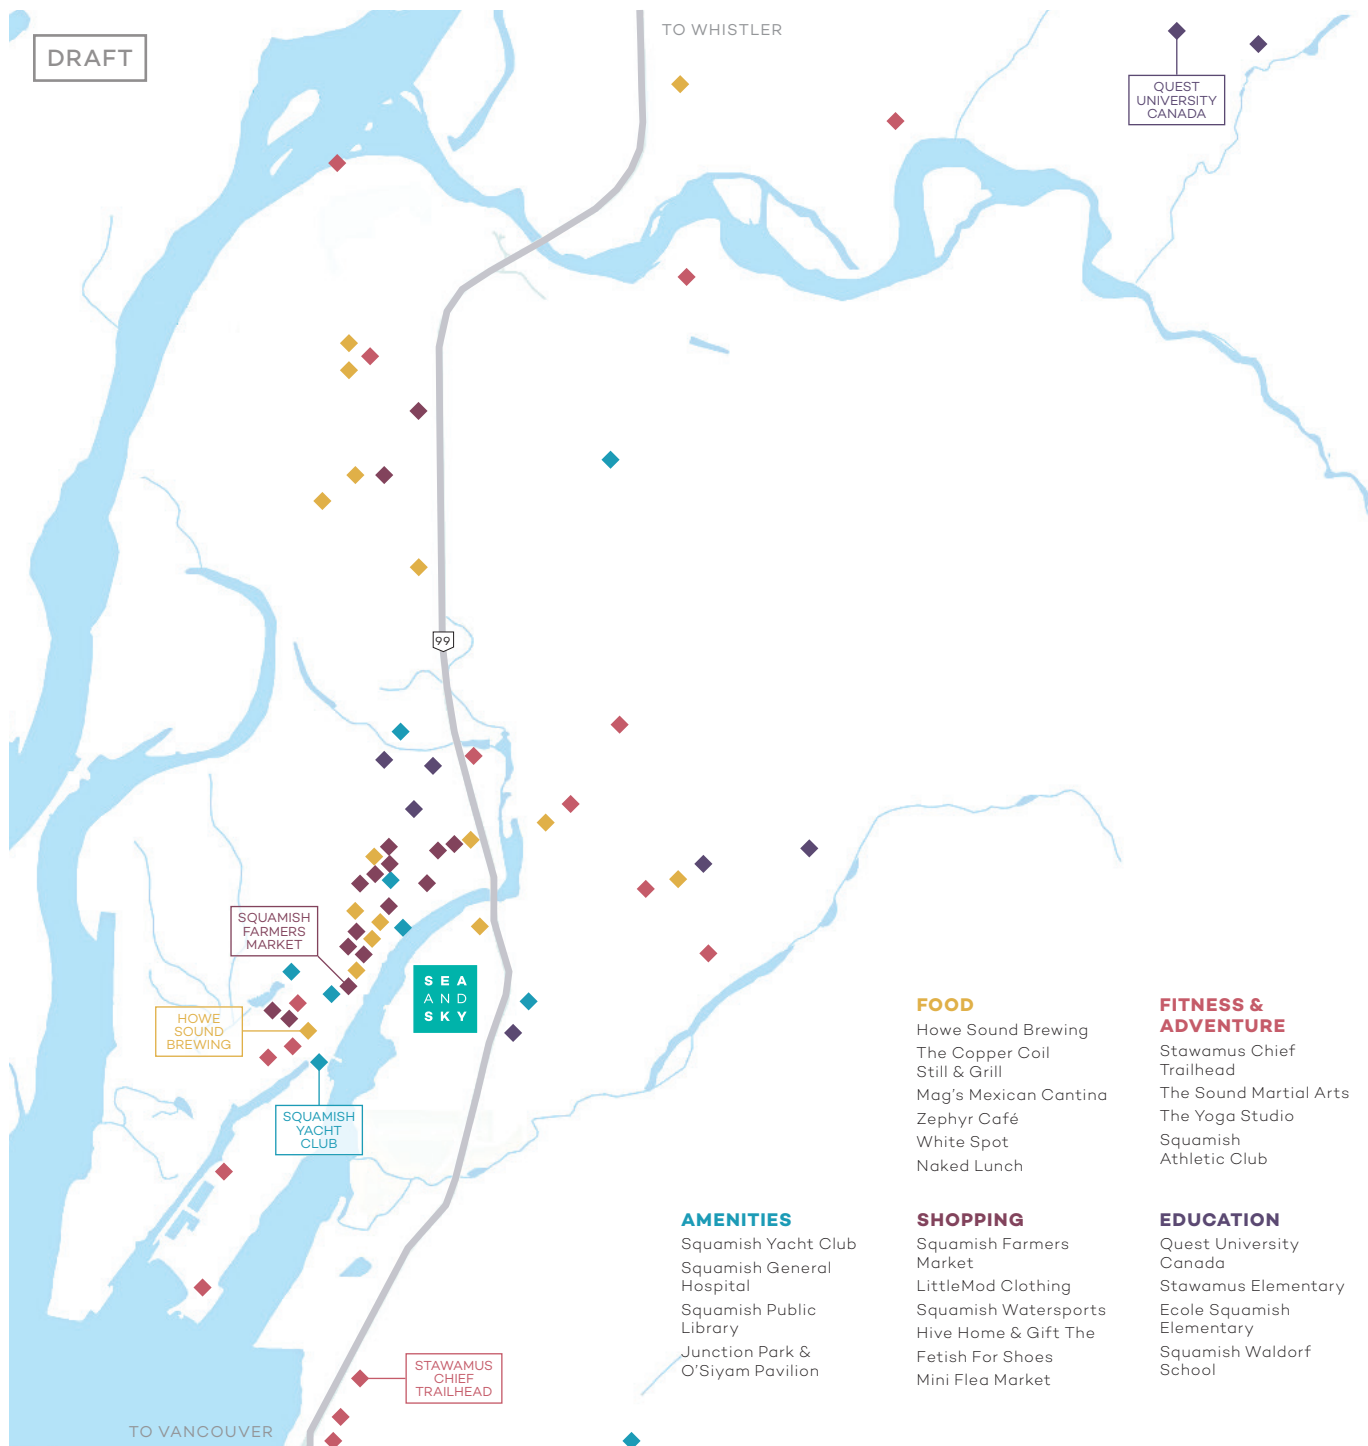 DRAFT
TO WHISTLER
QUEST
UNIVERSITY
CANADA
99
SQUAMISH
FARMERS
MARKET
HOWE
SOUND
BREWING
SEA
AND
SKY
SQUAMISH
YACHT
CLUB
STAWAMUS
CHIEF
TRAILHEAD
TO VANCOUVER
FOOD
Howe Sound Brewing
The Copper Coil
Still & Grill
Mag's Mexican Cantina
Zephyr Café
White Spot
Naked Lunch
FITNESS &
ADVENTURE
Stawamus Chief
Trailhead
The Sound Martial Arts
The Yoga Studio
Squamish
Athletic Club
AMENITIES
Squamish Yacht Club
Squamish General
Hospital
Squamish Public
Library
Junction Park &
O'Siyam Pavilion
SHOPPING
Squamish Farmers
Market
LittleMod Clothing
Squamish Watersports
Hive Home & Gift The
Fetish For Shoes
Mini Flea Market
EDUCATION
Quest University
Canada
Stawamus Elementary
Ecole Squamish
Elementary
Squamish Waldorf
School